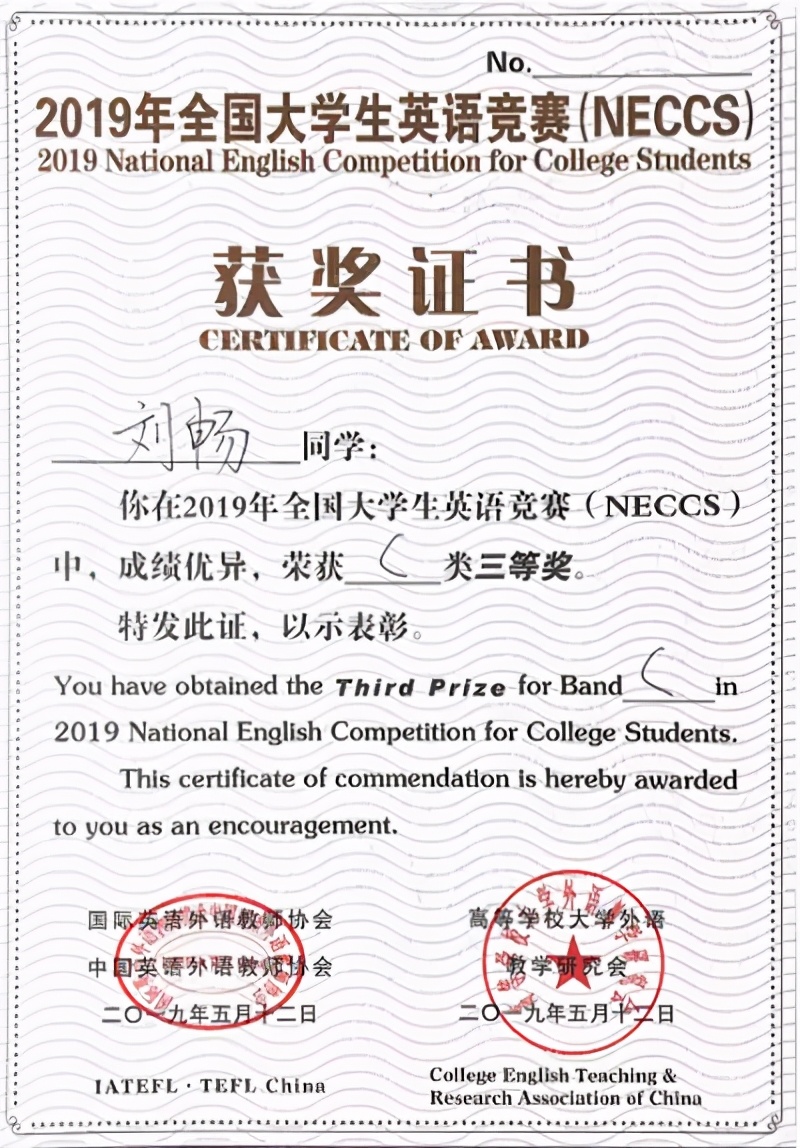 No.
2019年全国大学生英语竞赛(NECCS)
2019 National English Competition for College Students
获奖证书
CERTIFICATE OF AWARD
刘畅同学:
你在2019年全国大学生英语竞赛(NECCS)
中,成绩优异,荣获 C 类三等奖。
特发此证,以示表彰。
You have obtained the Third Prize for Band C in
2019 National English Competition for College Students.
This certificate of commendation is hereby awarded
to you as an encouragement.
国际英语外语教师协会
中国英语外语教师协会
二〇一九年五月十二日
IATEFL·TEFL China
高等学校大学外语
教学研究会
二〇一九年五月十二日
College English Teaching &
Research Association of China